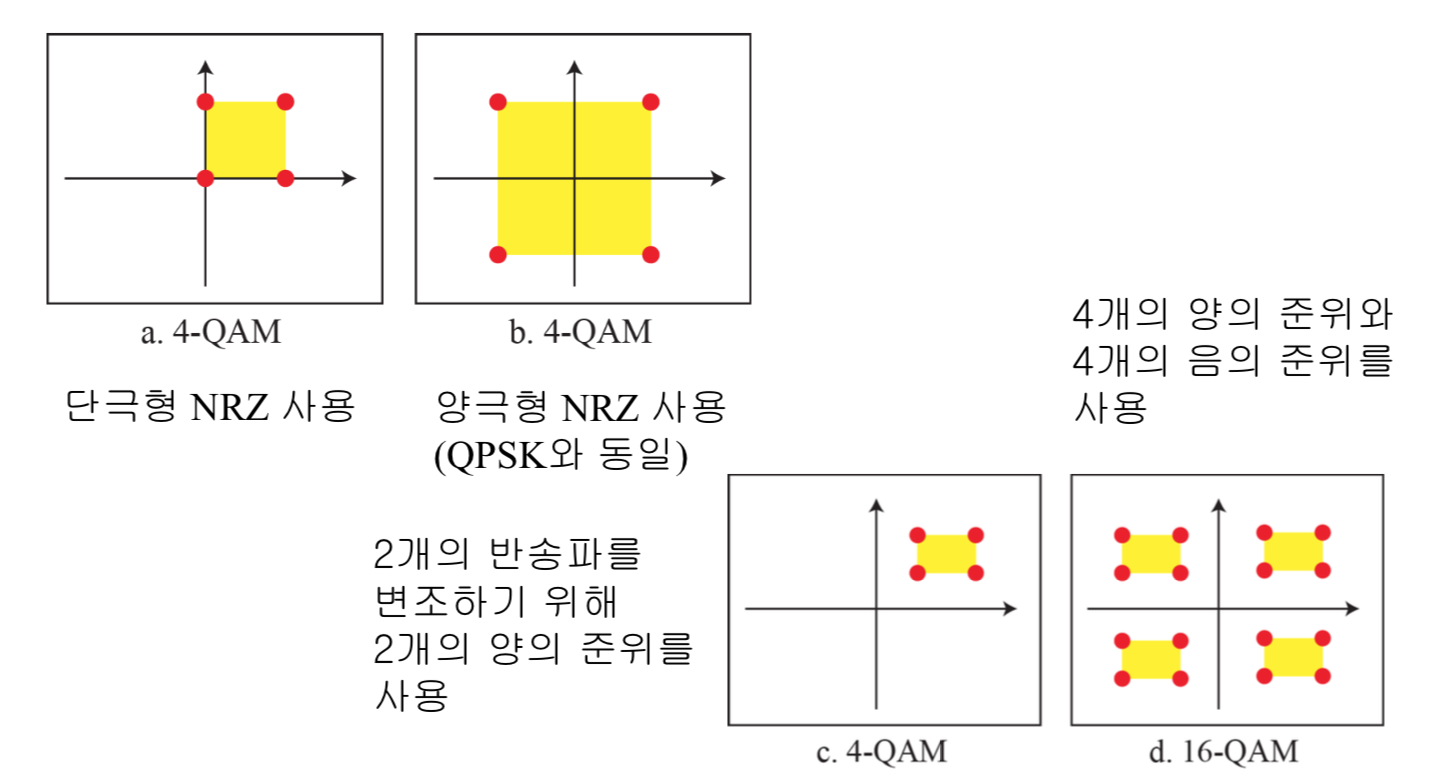 a. 4-QAM
b. 4-QAM
단극형 NRZ 사용
양극형 NRZ 사용
(QPSK와 동일)
4개의 양의 준위와
4개의 음의 준위를
사용
2개의 반송파를
변조하기 위해
2개의 양의 준위를
사용
c. 4-QAM
d. 16-QAM